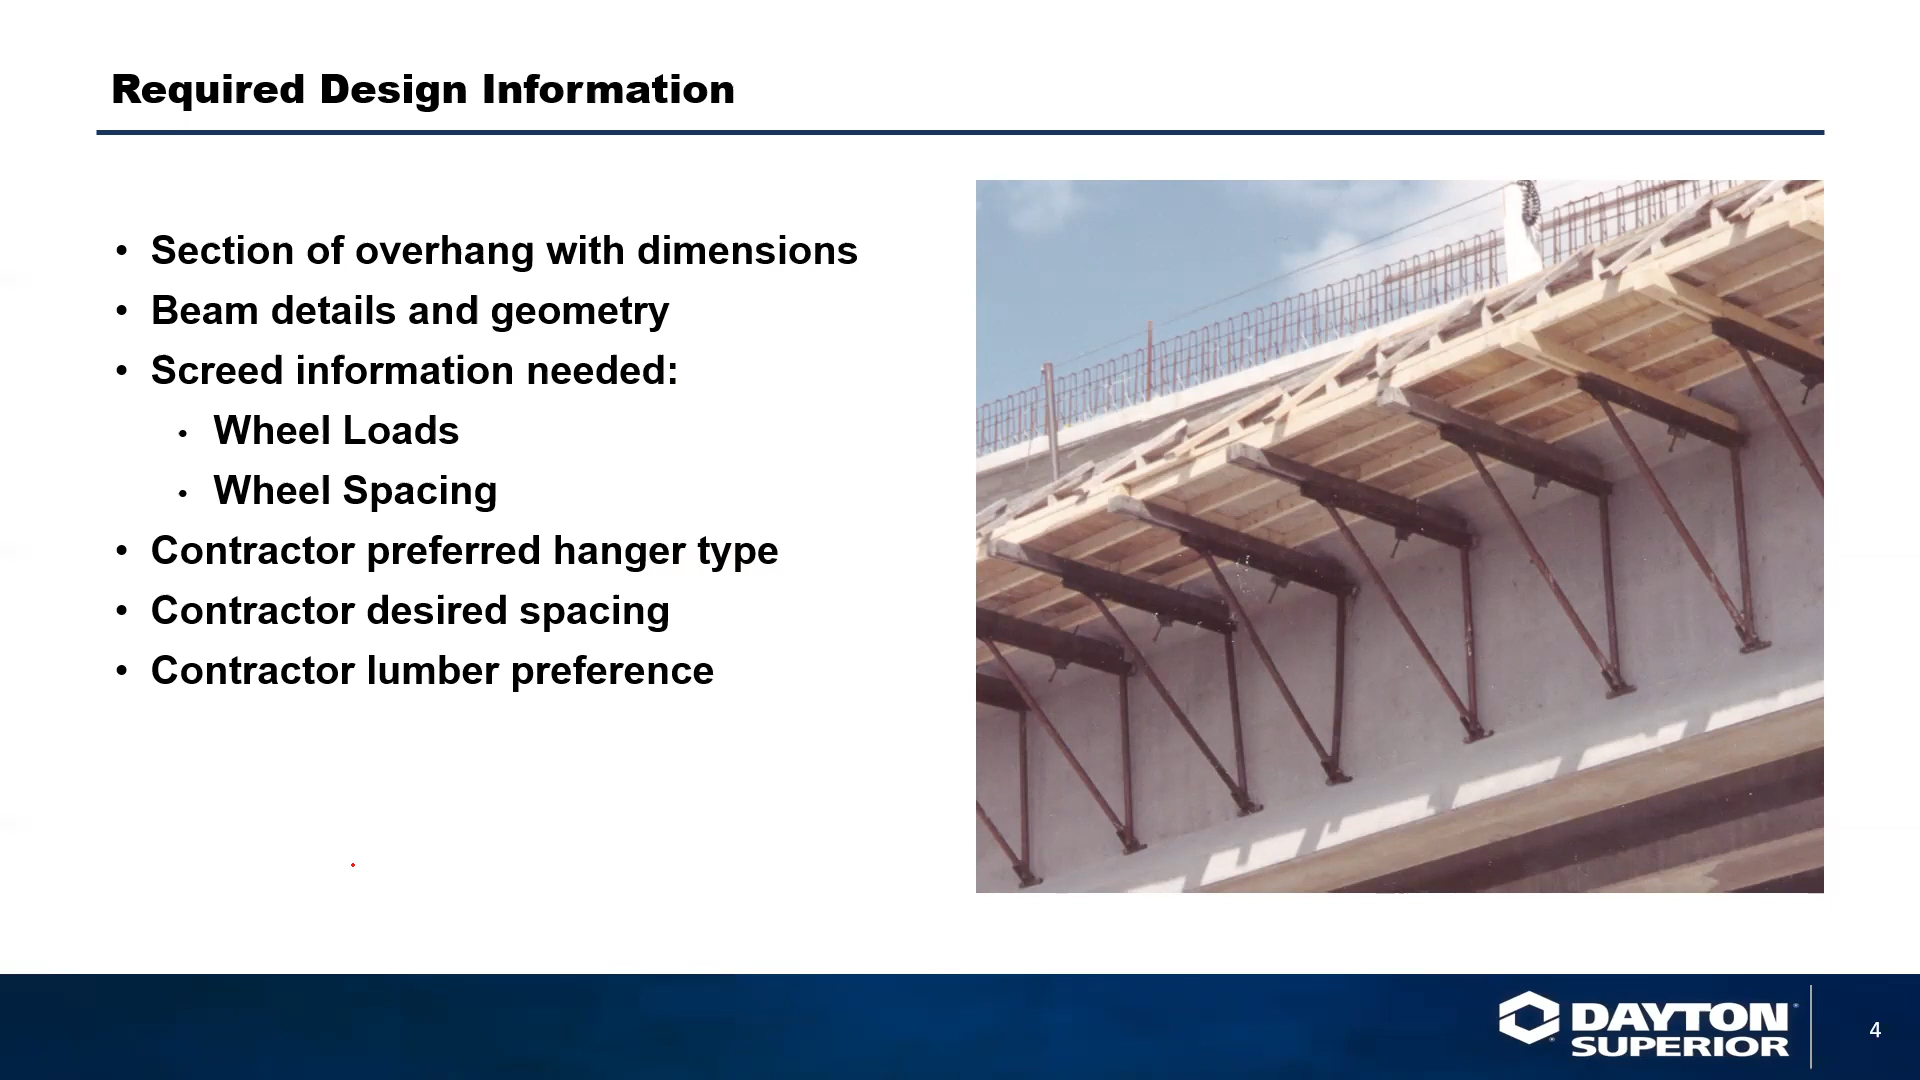 Required Design Information
• Section of overhang with dimensions
• Beam details and geometry
• Screed information needed:
• Wheel Loads
• Wheel Spacing
• Contractor preferred hanger type
• Contractor desired spacing
• Contractor lumber preference
DAYTON
SUPERIOR
4